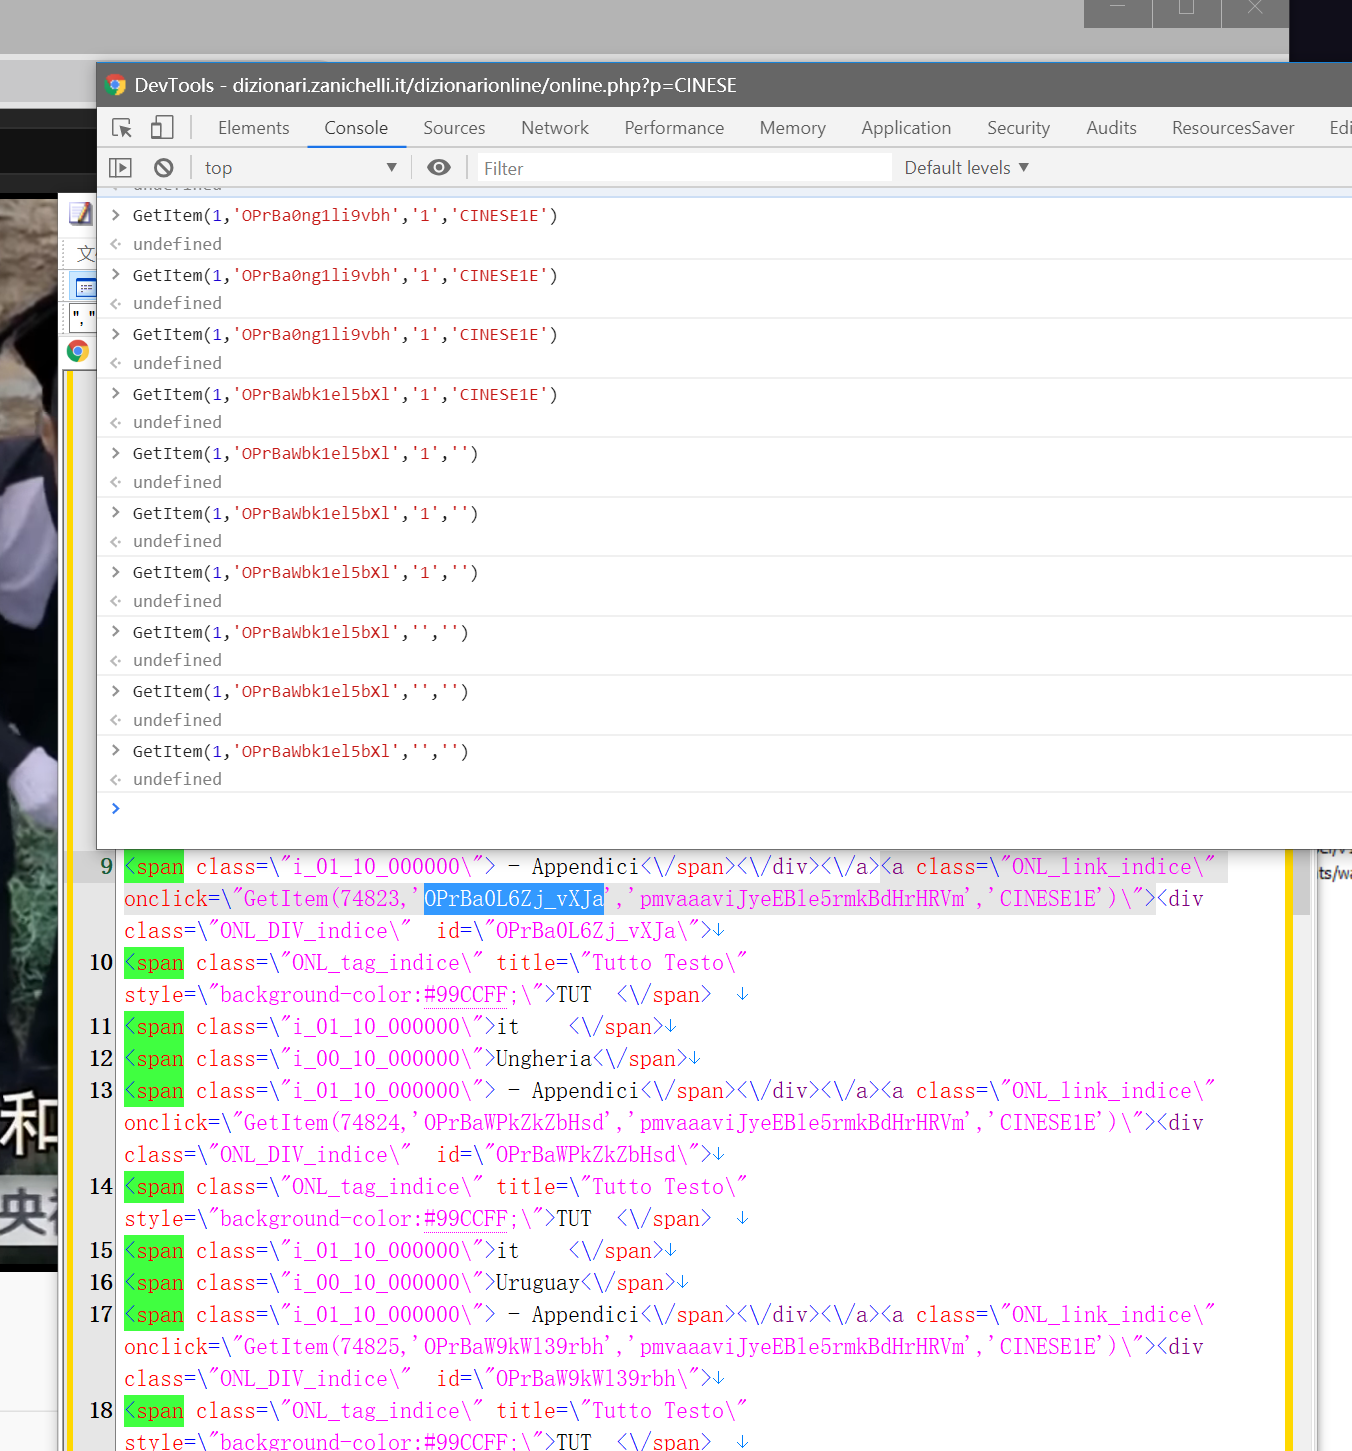 DevTools - dizionari.zanichelli.it/dizionarionline/online.php?p=CINESE
Elements Console Sources Network Performance Memory Application Security Audits ResourcesSaver Edi
top ▼ Filter Default levels ▼
undefined
> GetItem(1,'OPrBa0ng1li9vbh','1','CINESE1E')
undefined
> GetItem(1,'OPrBa0ng1li9vbh','1','CINESE1E')
undefined
> GetItem(1,'OPrBa0ng1li9vbh','1','CINESE1E')
undefined
> GetItem(1,'OPrBaWbk1el5bXl','1','CINESE1E')
undefined
> GetItem(1,'OPrBaWbk1el5bXl','1','')
undefined
> GetItem(1,'OPrBaWbk1el5bXl','1','')
undefined
> GetItem(1,'OPrBaWbk1el5bXl','1','')
undefined
> GetItem(1,'OPrBaWbk1el5bXl','','')
undefined
> GetItem(1,'OPrBaWbk1el5bXl','','')
undefined
> GetItem(1,'OPrBaWbk1el5bXl','','')
undefined
>
文
","
和
央视
9 <span class=\"i_01_10_000000\"> - Appendici<\/span><\/div><\/a><a class=\"ONL_link_indice\"
onclick=\"GetItem(74823,'OPrBa0L6Zj_vXJa','pmvaaaviJyeEBle5rmkBdHrHRVm','CINESE1E')\"><div
class=\"ONL_DIV_indice\"  id=\"OPrBa0L6Zj_vXJa\">↓
10 <span class=\"ONL_tag_indice\" title=\"Tutto Testo\"
style=\"background-color:#99CCFF;\">TUT  <\/span>  ↓
11 <span class=\"i_01_10_000000\">it    <\/span>↓
12 <span class=\"i_00_10_000000\">Ungheria<\/span>↓
13 <span class=\"i_01_10_000000\"> - Appendici<\/span><\/div><\/a><a class=\"ONL_link_indice\"
onclick=\"GetItem(74824,'OPrBaWPkZkZbHsd','pmvaaaviJyeEBle5rmkBdHrHRVm','CINESE1E')\"><div
class=\"ONL_DIV_indice\"  id=\"OPrBaWPkZkZbHsd\">↓
14 <span class=\"ONL_tag_indice\" title=\"Tutto Testo\"
style=\"background-color:#99CCFF;\">TUT  <\/span>  ↓
15 <span class=\"i_01_10_000000\">it    <\/span>↓
16 <span class=\"i_00_10_000000\">Uruguay<\/span>↓
17 <span class=\"i_01_10_000000\"> - Appendici<\/span><\/div><\/a><a class=\"ONL_link_indice\"
onclick=\"GetItem(74825,'OPrBaW9kWl39rbh','pmvaaaviJyeEBle5rmkBdHrHRVm','CINESE1E')\"><div
class=\"ONL_DIV_indice\"  id=\"OPrBaW9kWl39rbh\">↓
18 <span class=\"ONL_tag_indice\" title=\"Tutto Testo\"
style=\"background-color:#99CCFF;\">TUT  <\/span>  ↓
ts/wa